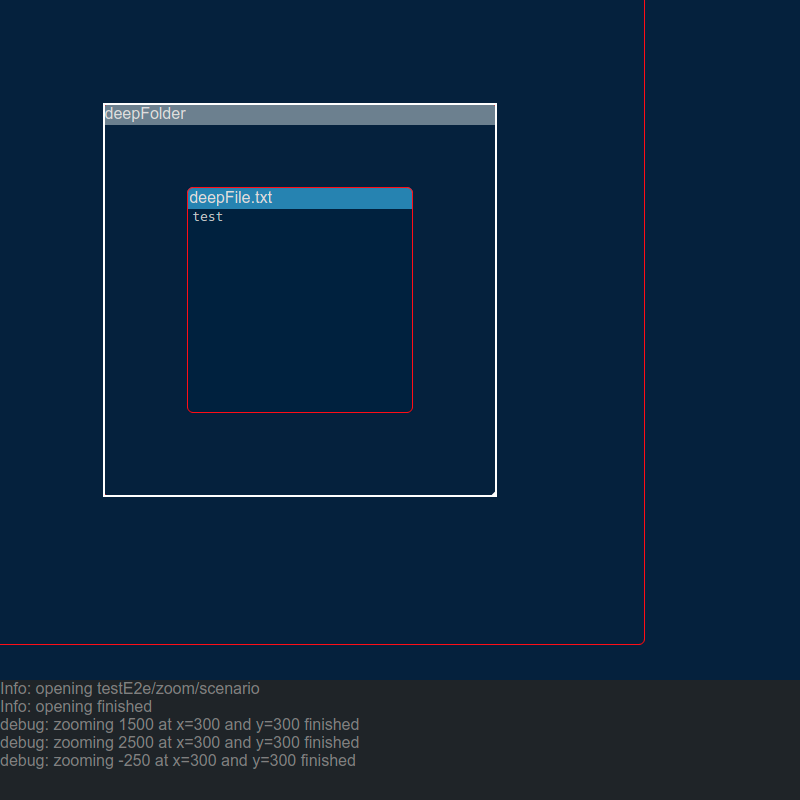 deepFolder
deepFile.txt
test
Info: opening testE2e/zoom/scenario
Info: opening finished
debug: zooming 1500 at x=300 and y=300 finished
debug: zooming 2500 at x=300 and y=300 finished
debug: zooming -250 at x=300 and y=300 finished